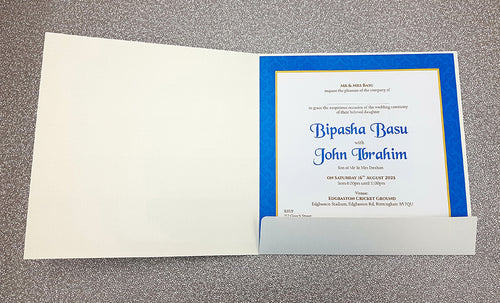 Mr & Mrs Basu
request the pleasure of the company of
to grace the auspicious occasion of the wedding ceremony
of their beloved daughter
Bipasha Basu
with
John Ibrahim
Son of Mr & Mrs
on Saturday 16th August 2025
Venue:
Edgbaston Cricket Ground
Edgbaston Stadium, Edgbaston Rd, Birmingham B5 7QU
RSVP